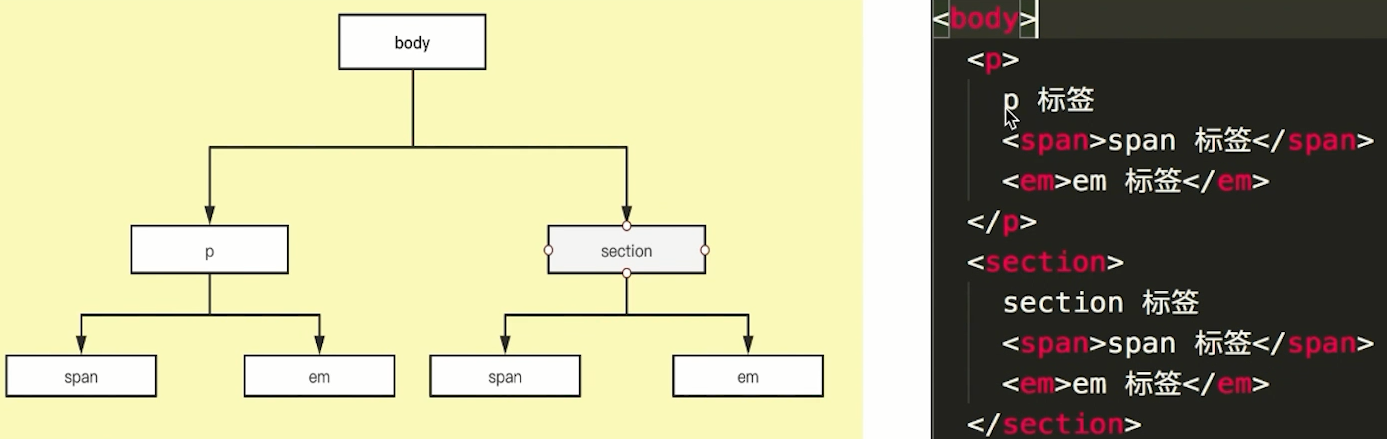 body
p
section
span
em
span
em
<body>
<p>
p 标签
<span>span 标签</span>
<em>em 标签</em>
</p>
<section>
section 标签
<span>span 标签</span>
<em>em 标签</em>
</section>